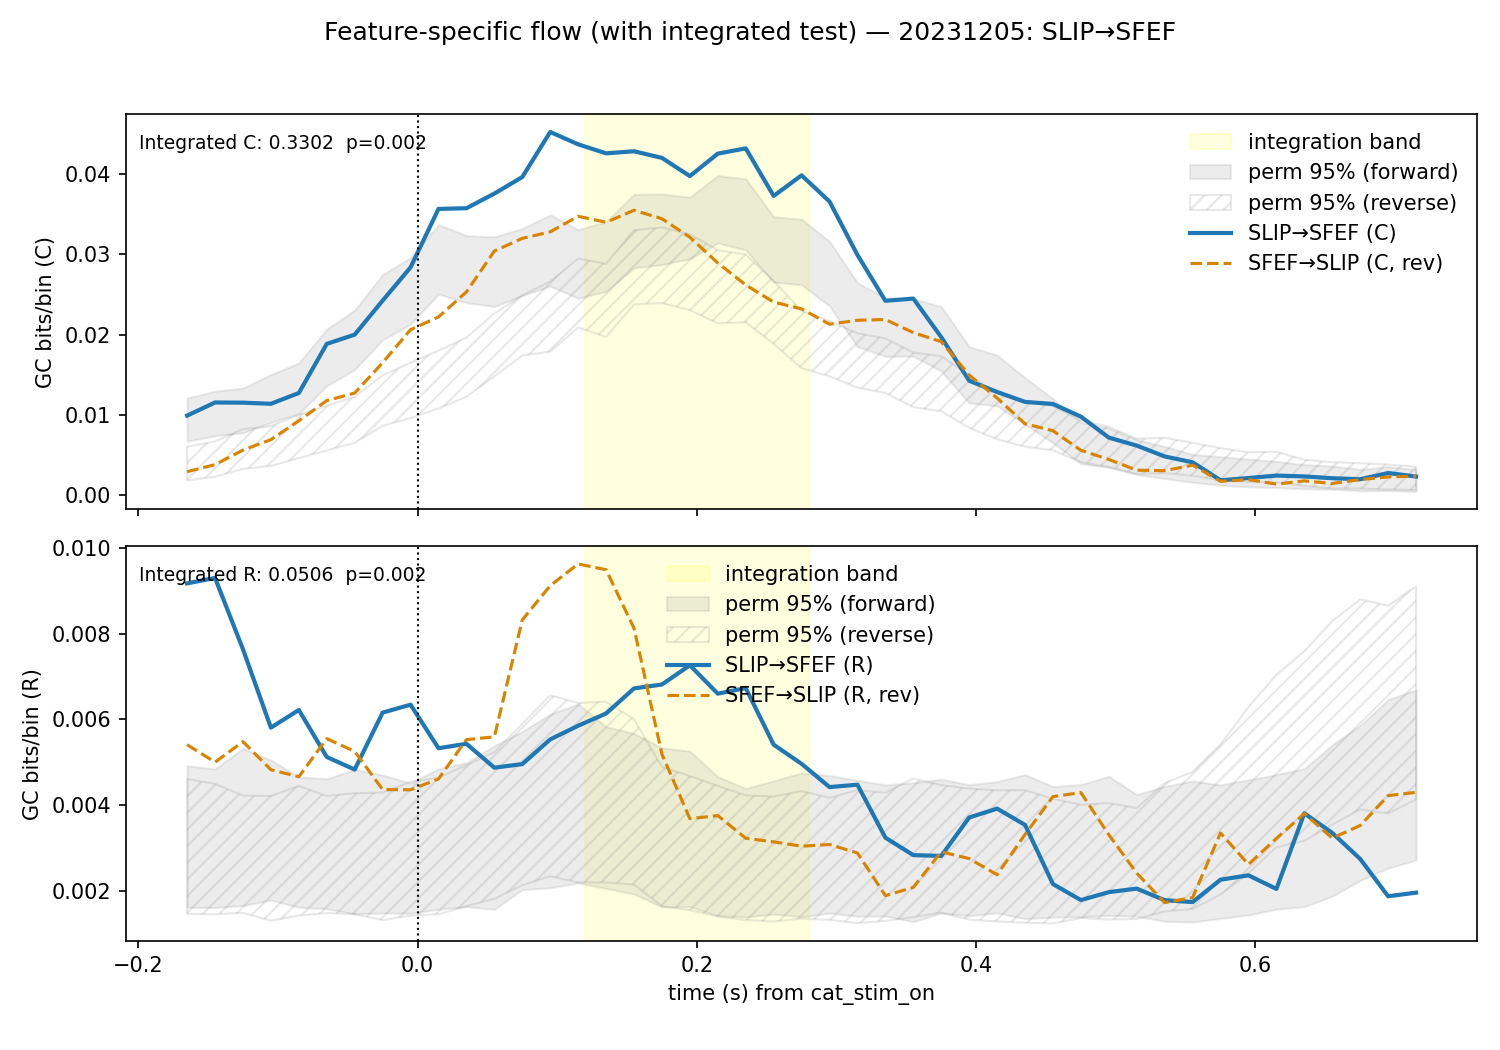 Feature-specific flow (with integrated test) — 20231205: SLIP→SFEF
Integrated C: 0.3302  p=0.002
integration band
perm 95% (forward)
perm 95% (reverse)
SLIP→SFEF (C)
SFEF→SLIP (C, rev)
GC bits/bin (C)
0.04
0.03
0.02
0.01
0.00
Integrated R: 0.0506  p=0.002
integration band
perm 95% (forward)
perm 95% (reverse)
SLIP→SFEF (R)
SFEF→SLIP (R, rev)
GC bits/bin (R)
0.010
0.008
0.006
0.004
0.002
−0.2
0.0
0.2
0.4
0.6
time (s) from cat_stim_on